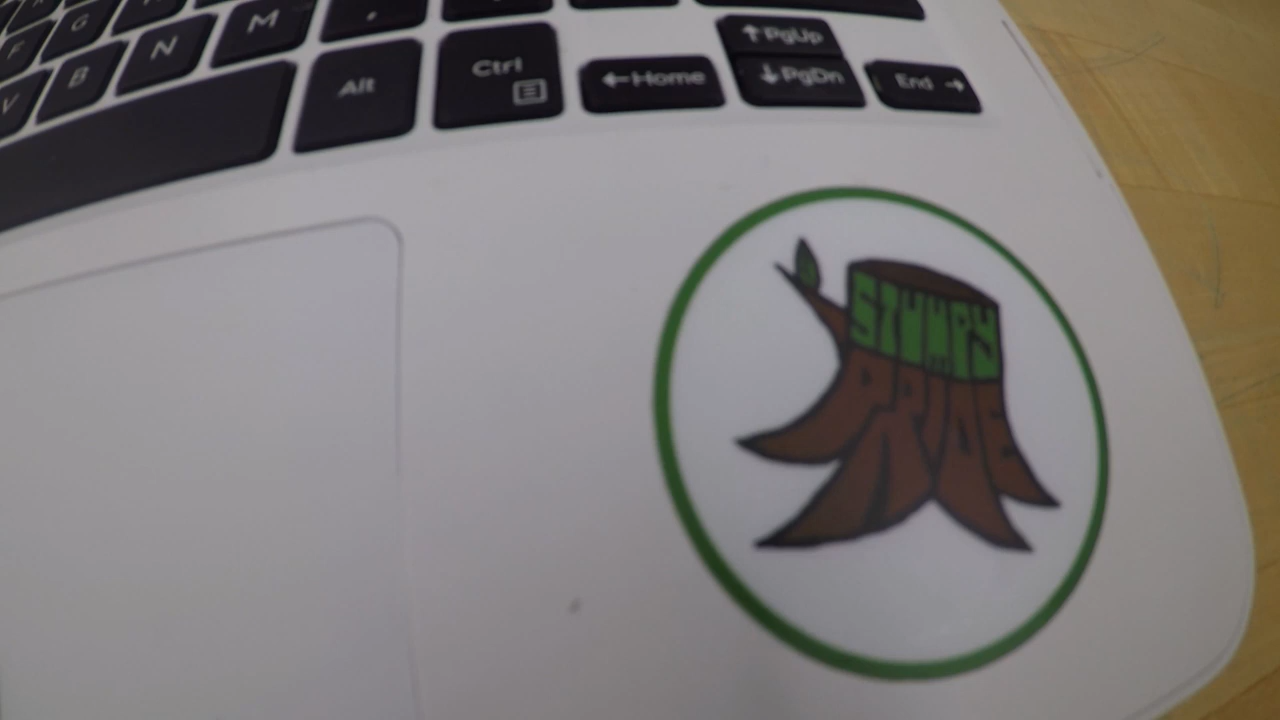 F G
M ,
V B N
Alt Ctrl ←Home ↑PgUp
↓PgDn End →
STUMPY
PRIDE